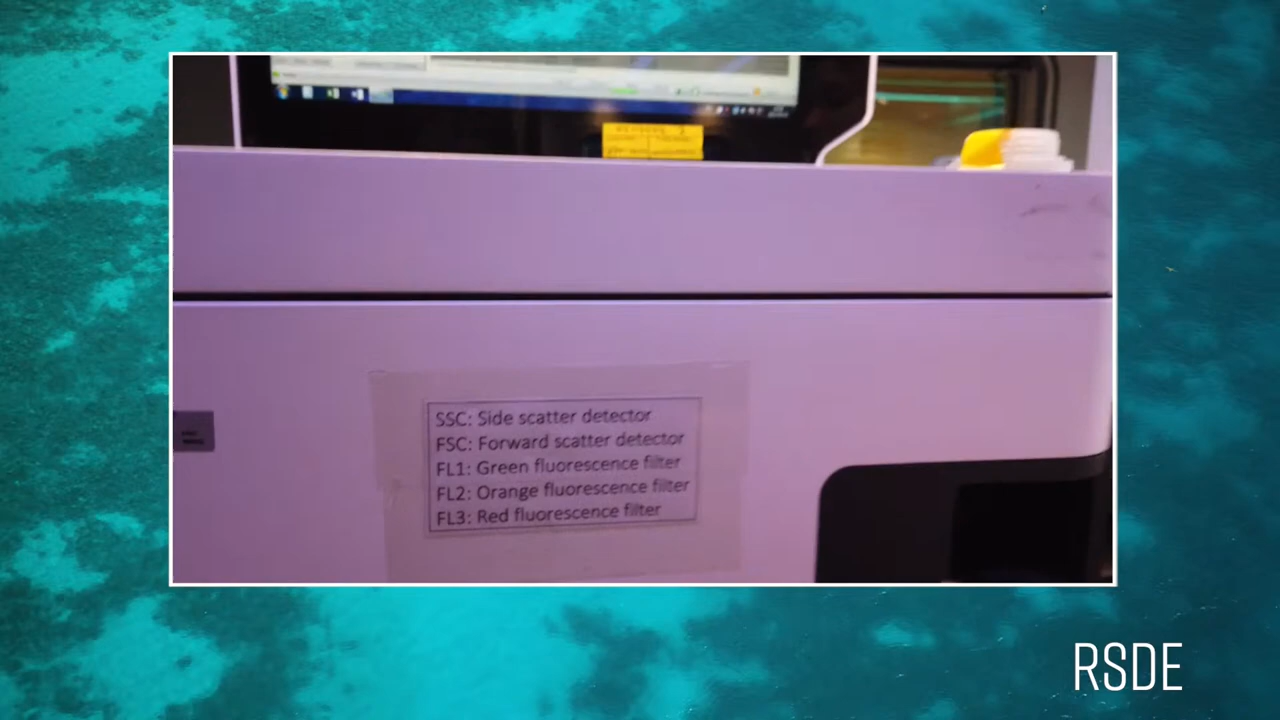 SSC: Side scatter detector
FSC: Forward scatter detector
FL1: Green fluorescence filter
FL2: Orange fluorescence filter
FL3: Red fluorescence filter
RSDE